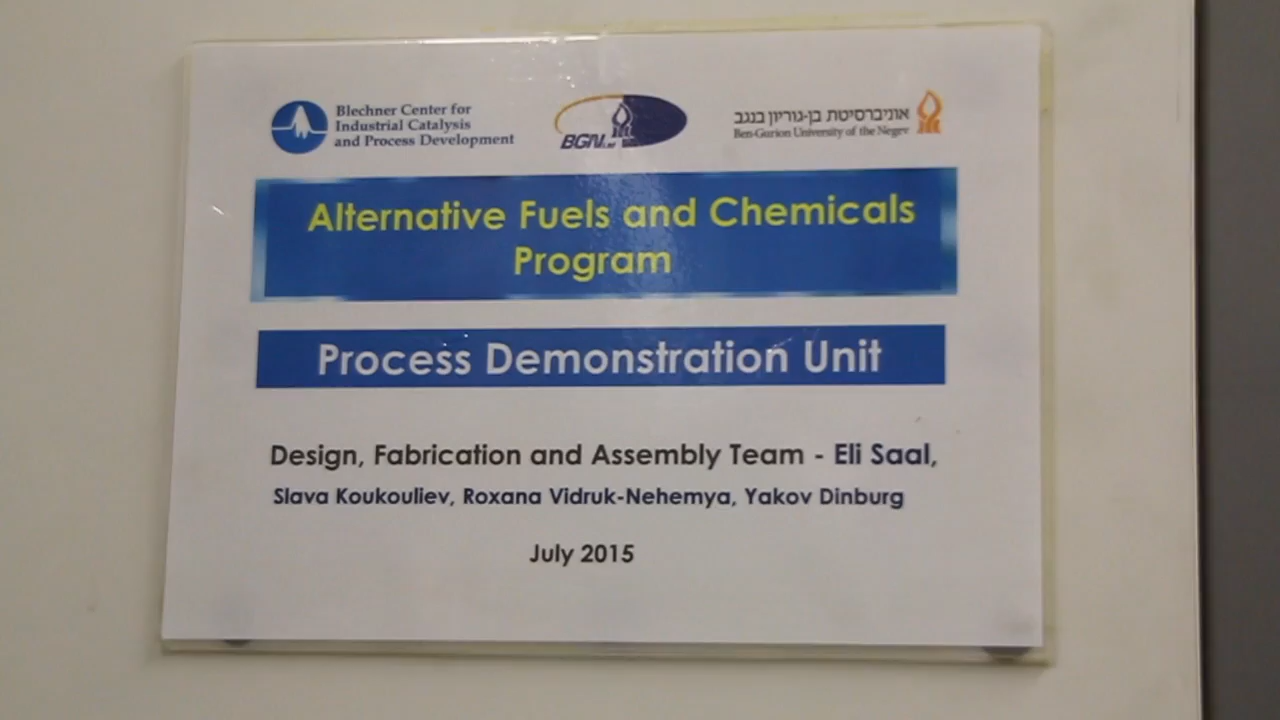 Blechner Center for
Industrial Catalysis
and Process Development
BGN
אוניברסיטת בן-גוריון בנגב
Ben-Gurion University of the Negev
Alternative Fuels and Chemicals
Program
Process Demonstration Unit
Design, Fabrication and Assembly Team - Eli Saal,
Slava Koukouliev, Roxana Vidruk-Nehemya, Yakov Dinburg
July 2015